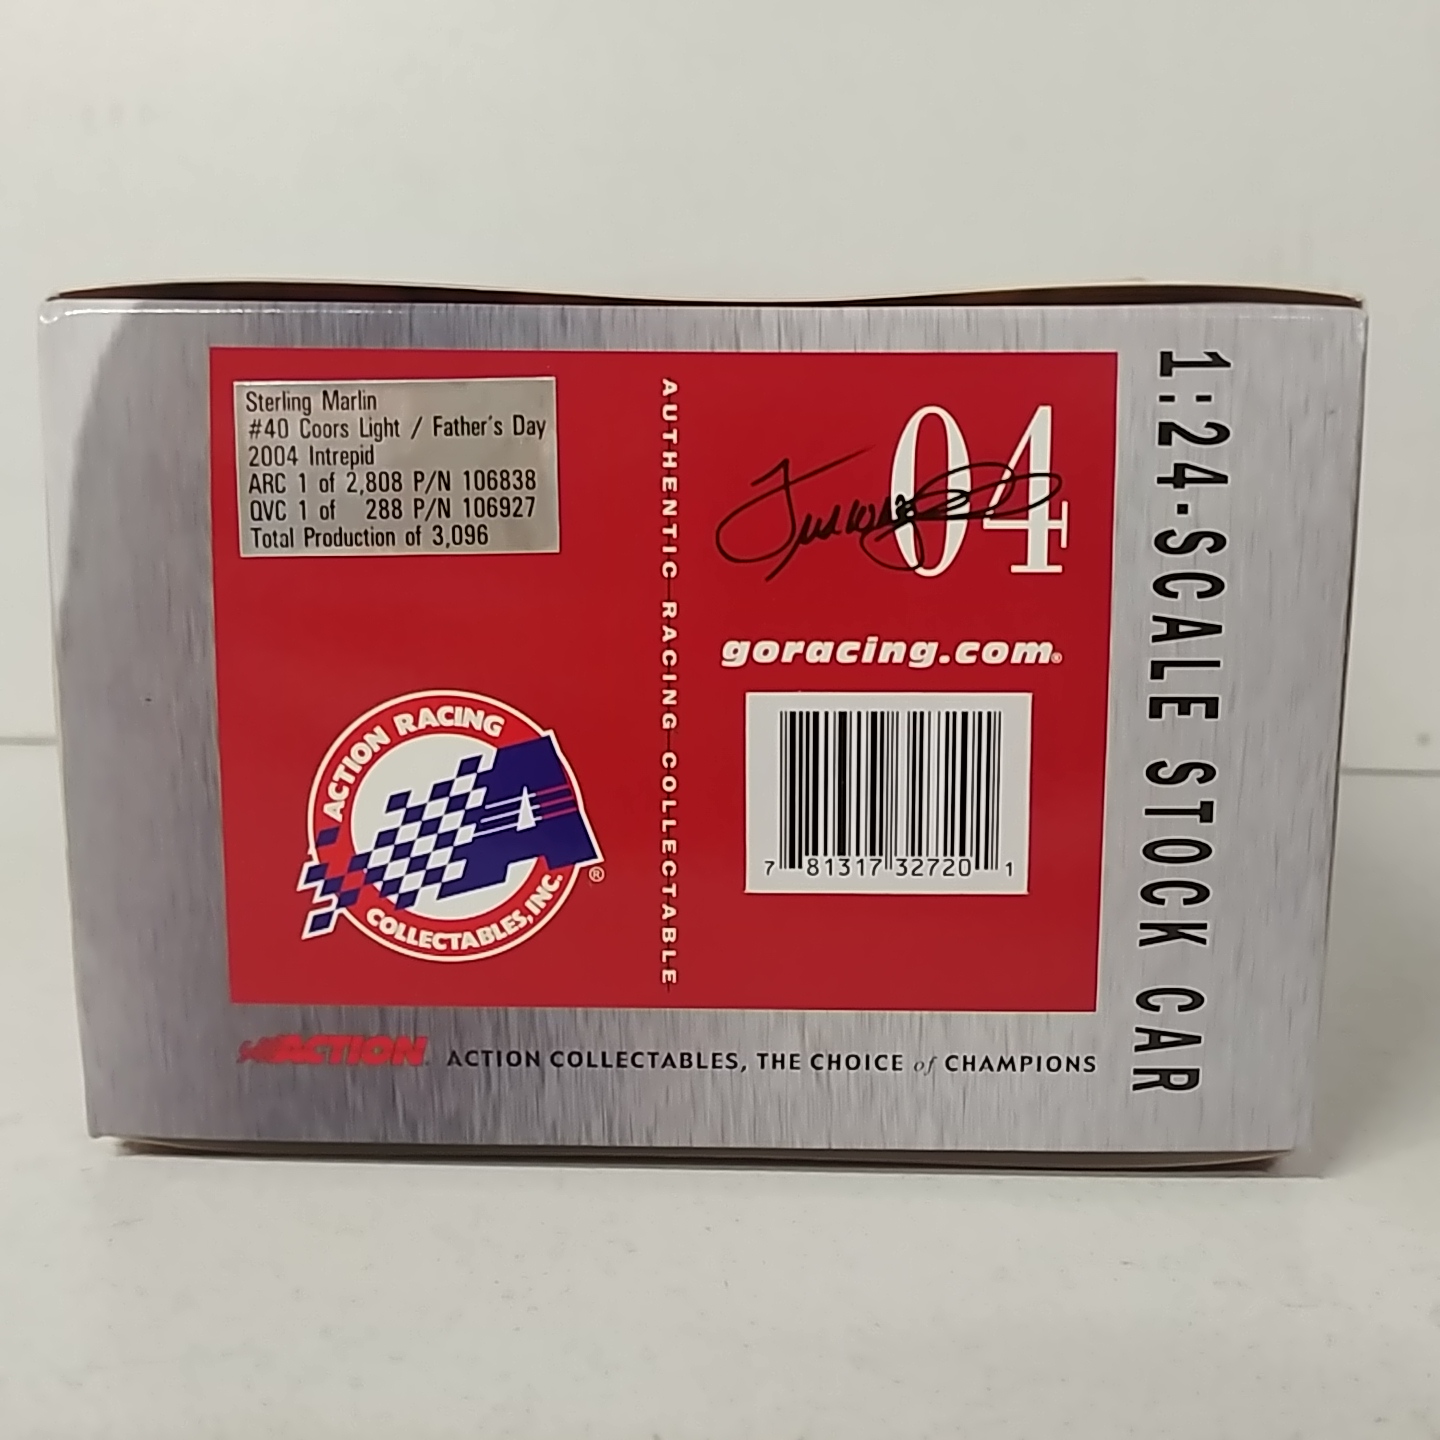 Sterling Marlin
#40 Coors Light / Father's Day
2004 Intrepid
ARC 1 of 2,808 P/N 106838
QVC 1 of 288 P/N 106927
Total Production of 3,096
AUTHENTIC RACING COLLECTABLE
04
goracing.com®
7 81317 32720 1
ACTION RACING
COLLECTABLES, INC.
®
ACTION
ACTION COLLECTABLES, THE CHOICE of CHAMPIONS
1:24-SCALE STOCK CAR